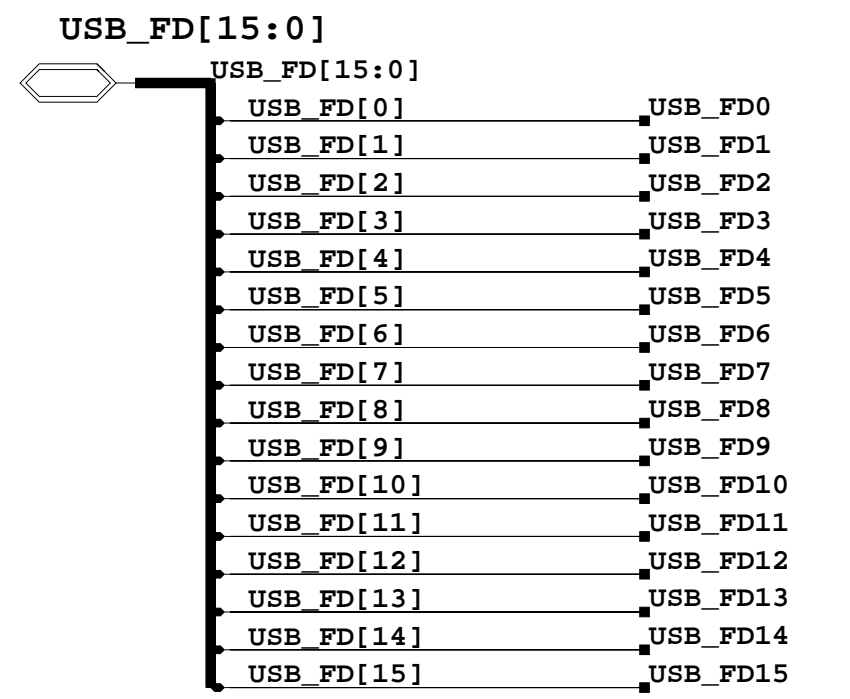 USB_FD[15:0]
USB_FD[15:0]
USB_FD[0] USB_FD0
USB_FD[1] USB_FD1
USB_FD[2] USB_FD2
USB_FD[3] USB_FD3
USB_FD[4] USB_FD4
USB_FD[5] USB_FD5
USB_FD[6] USB_FD6
USB_FD[7] USB_FD7
USB_FD[8] USB_FD8
USB_FD[9] USB_FD9
USB_FD[10] USB_FD10
USB_FD[11] USB_FD11
USB_FD[12] USB_FD12
USB_FD[13] USB_FD13
USB_FD[14] USB_FD14
USB_FD[15] USB_FD15